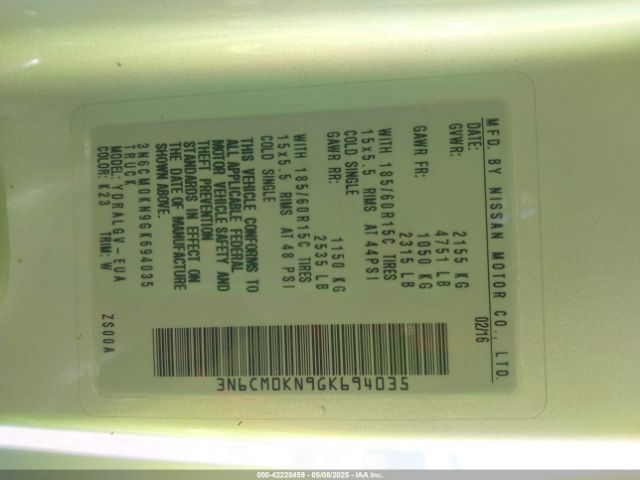 MFD BY NISSAN MOTOR CO., LTD.
DATE: 02/16
GVWR: 2155 KG
4751 LB
GAWR FR: 1050 KG
2315 LB
WITH 185/60R15C TIRES
15x5.5 RIMS AT 44PSI
COLD SINGLE
GAWR RR: 1150 KG
2535 LB
WITH 185/60R15C TIRES
15x5.5 RIMS AT 48 PSI
COLD SINGLE
THIS VEHICLE CONFORMS TO
ALL APPLICABLE FEDERAL
MOTOR VEHICLE SAFETY AND
THEFT PREVENTION
STANDARDS IN EFFECT ON
THE DATE OF MANUFACTURE
SHOWN ABOVE.
3N6CM0KN9GK694035
TRUCK
MODEL: YDRALGV-EUA
COLOR: K23 TRIM: W
ZS00A
3N6CM0KN9GK694035
000-42228459 - 05/08/2025 - IAA, Inc.